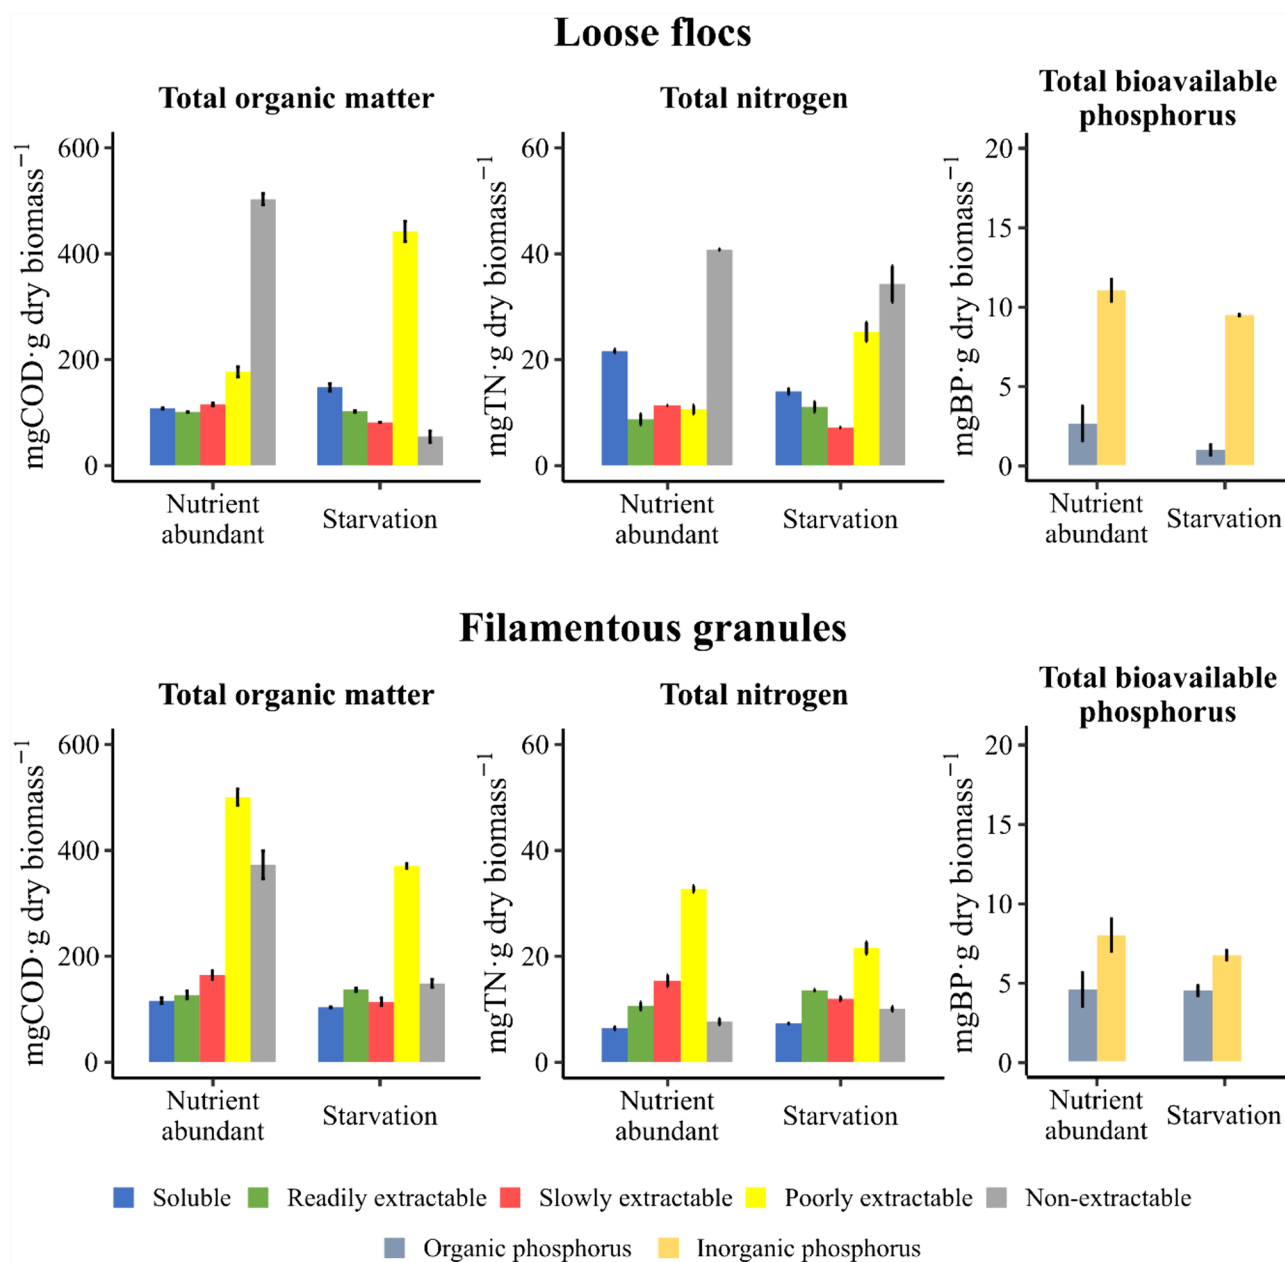 Loose flocs
Total organic matter
Total nitrogen
Total bioavailable
phosphorus
mgCOD·g dry biomass⁻¹
600
400
200
0
Nutrient
abundant
Starvation
mgTN·g dry biomass⁻¹
60
40
20
0
Nutrient
abundant
Starvation
mgBP·g dry biomass⁻¹
20
15
10
5
0
Nutrient
abundant
Starvation
Filamentous granules
Total organic matter
Total nitrogen
Total bioavailable
phosphorus
mgCOD·g dry biomass⁻¹
600
400
200
0
Nutrient
abundant
Starvation
mgTN·g dry biomass⁻¹
60
40
20
0
Nutrient
abundant
Starvation
mgBP·g dry biomass⁻¹
20
15
10
5
0
Nutrient
abundant
Starvation
Soluble Readily extractable Slowly extractable Poorly extractable Non-extractable
Organic phosphorus Inorganic phosphorus